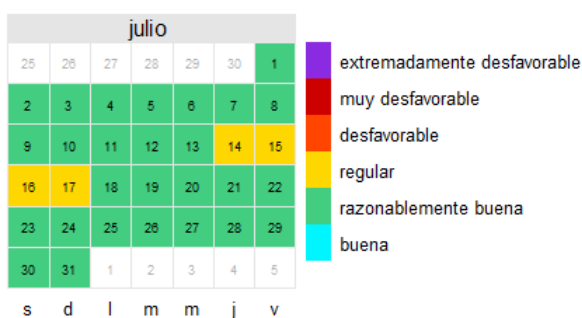 julio
25 26 27 28 29 30 1
2 3 4 5 6 7 8
9 10 11 12 13 14 15
16 17 18 19 20 21 22
23 24 25 26 27 28 29
30 31 1 2 3 4 5
s d l m m j v
extremadamente desfavorable
muy desfavorable
desfavorable
regular
razonablemente buena
buena